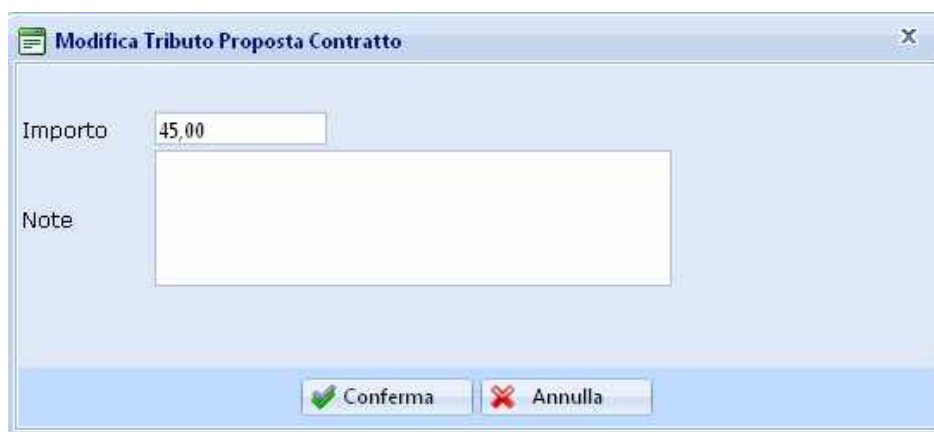 Modifica Tributo Proposta Contratto
Importo 45,00
Note
Conferma Annulla